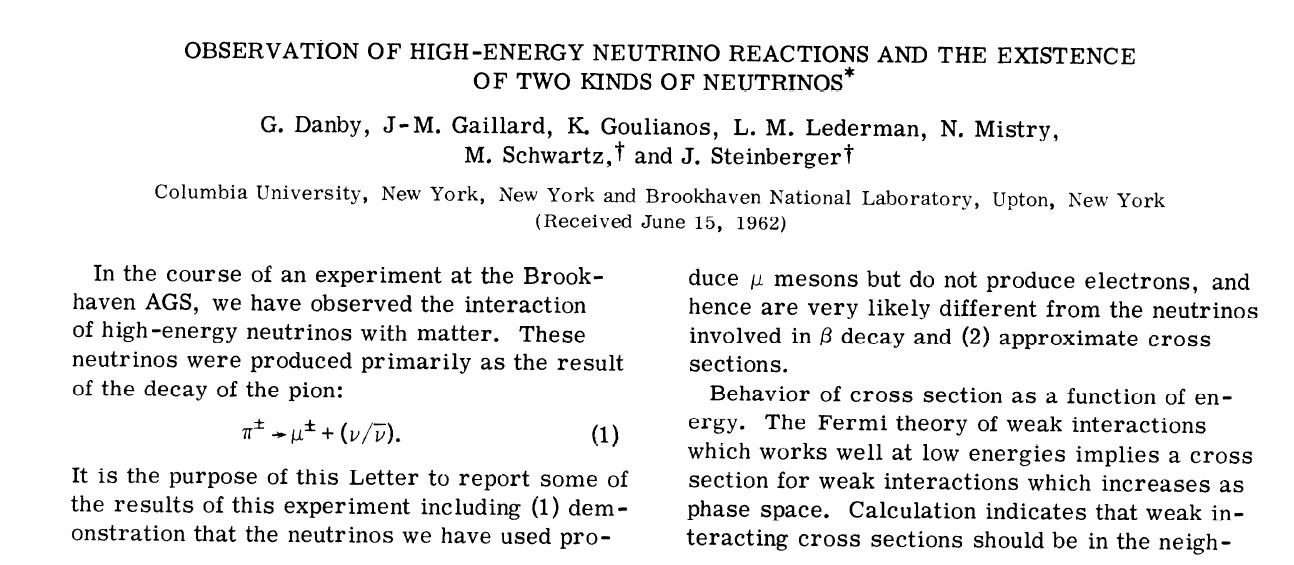 OBSERVATION OF HIGH-ENERGY NEUTRINO REACTIONS AND THE EXISTENCE
OF TWO KINDS OF NEUTRINOS*
G. Danby, J-M. Gaillard, K. Goulianos, L. M. Lederman, N. Mistry,
M. Schwartz,† and J. Steinberger†
Columbia University, New York, New York and Brookhaven National Laboratory, Upton, New York
(Received June 15, 1962)
In the course of an experiment at the Brook-
haven AGS, we have observed the interaction
of high-energy neutrinos with matter. These
neutrinos were produced primarily as the result
of the decay of the pion:
π± → μ± + (ν/ν̅). (1)
It is the purpose of this Letter to report some of
the results of this experiment including (1) dem-
onstration that the neutrinos we have used pro-
duce μ mesons but do not produce electrons, and
hence are very likely different from the neutrinos
involved in β decay and (2) approximate cross
sections.
Behavior of cross section as a function of en-
ergy. The Fermi theory of weak interactions
which works well at low energies implies a cross
section for weak interactions which increases as
phase space. Calculation indicates that weak in-
teracting cross sections should be in the neigh-